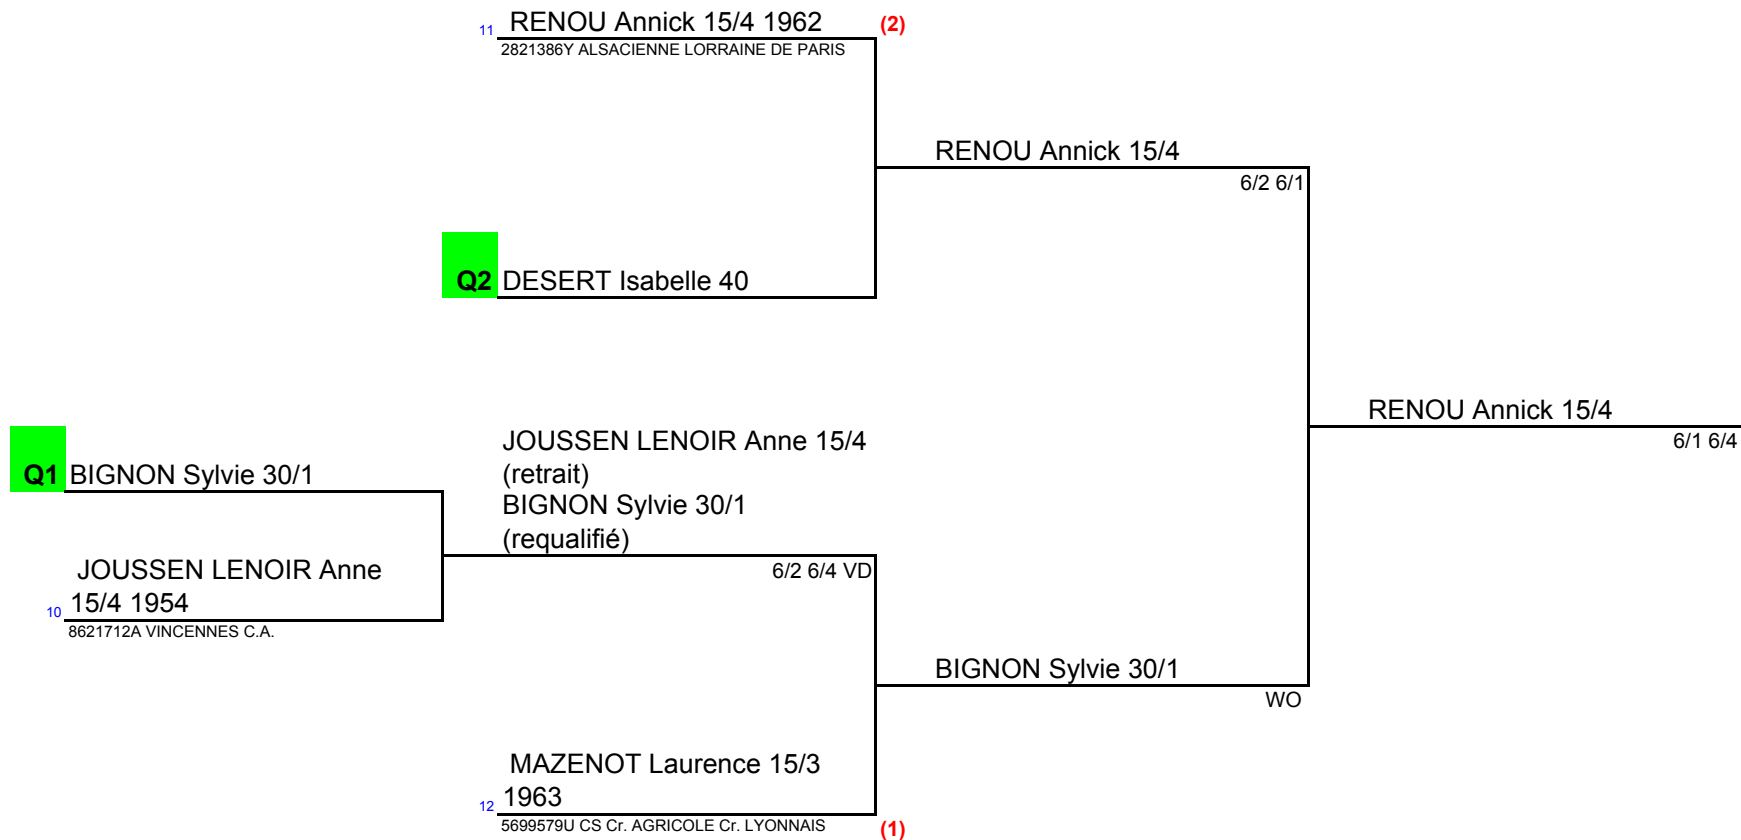 11 RENOU Annick 15/4 1962 (2)
2821386Y ALSACIENNE LORRAINE DE PARIS
RENOU Annick 15/4
6/2 6/1
Q2 DESERT Isabelle 40
RENOU Annick 15/4
6/1 6/4
Q1 BIGNON Sylvie 30/1
JOUSSEN LENOIR Anne 15/4
(retrait)
BIGNON Sylvie 30/1
(requalifié)
6/2 6/4 VD
JOUSSEN LENOIR Anne
10 15/4 1954
8621712A VINCENNES C.A.
BIGNON Sylvie 30/1
WO
MAZENOT Laurence 15/3
12 1963
5699579U CS Cr. AGRICOLE Cr. LYONNAIS (1)